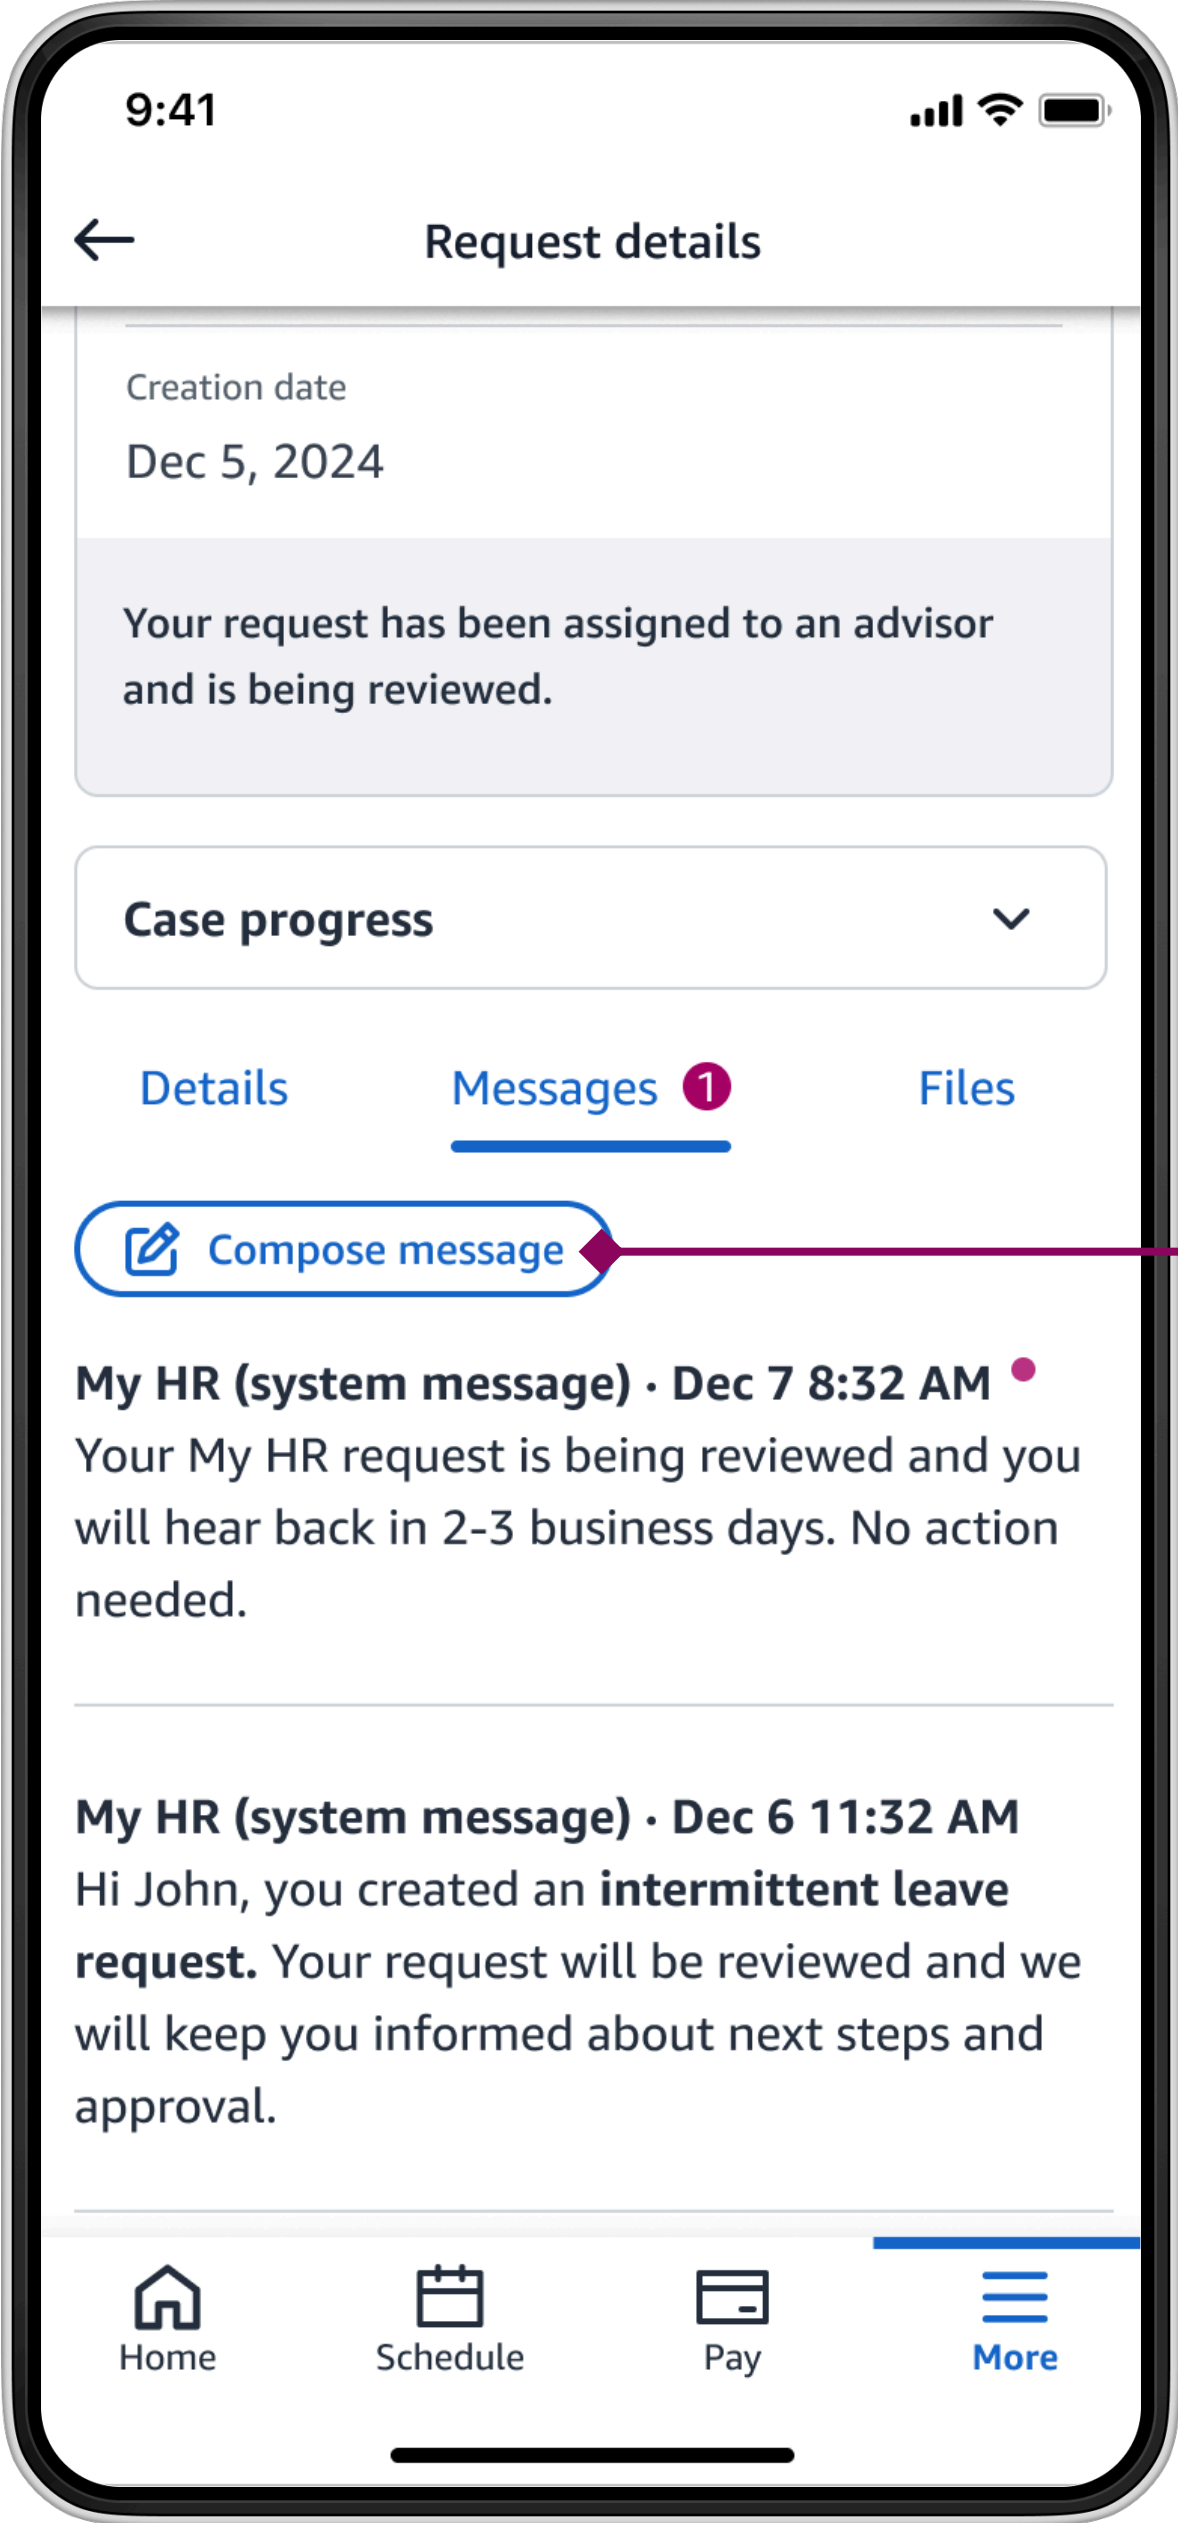 9:41
Request details
Creation date
Dec 5, 2024
Your request has been assigned to an advisor
and is being reviewed.
Case progress
Details Messages 1 Files
Compose message
My HR (system message) · Dec 7 8:32 AM
Your My HR request is being reviewed and you
will hear back in 2-3 business days. No action
needed.
My HR (system message) · Dec 6 11:32 AM
Hi John, you created an intermittent leave
request. Your request will be reviewed and we
will keep you informed about next steps and
approval.
Home Schedule Pay More